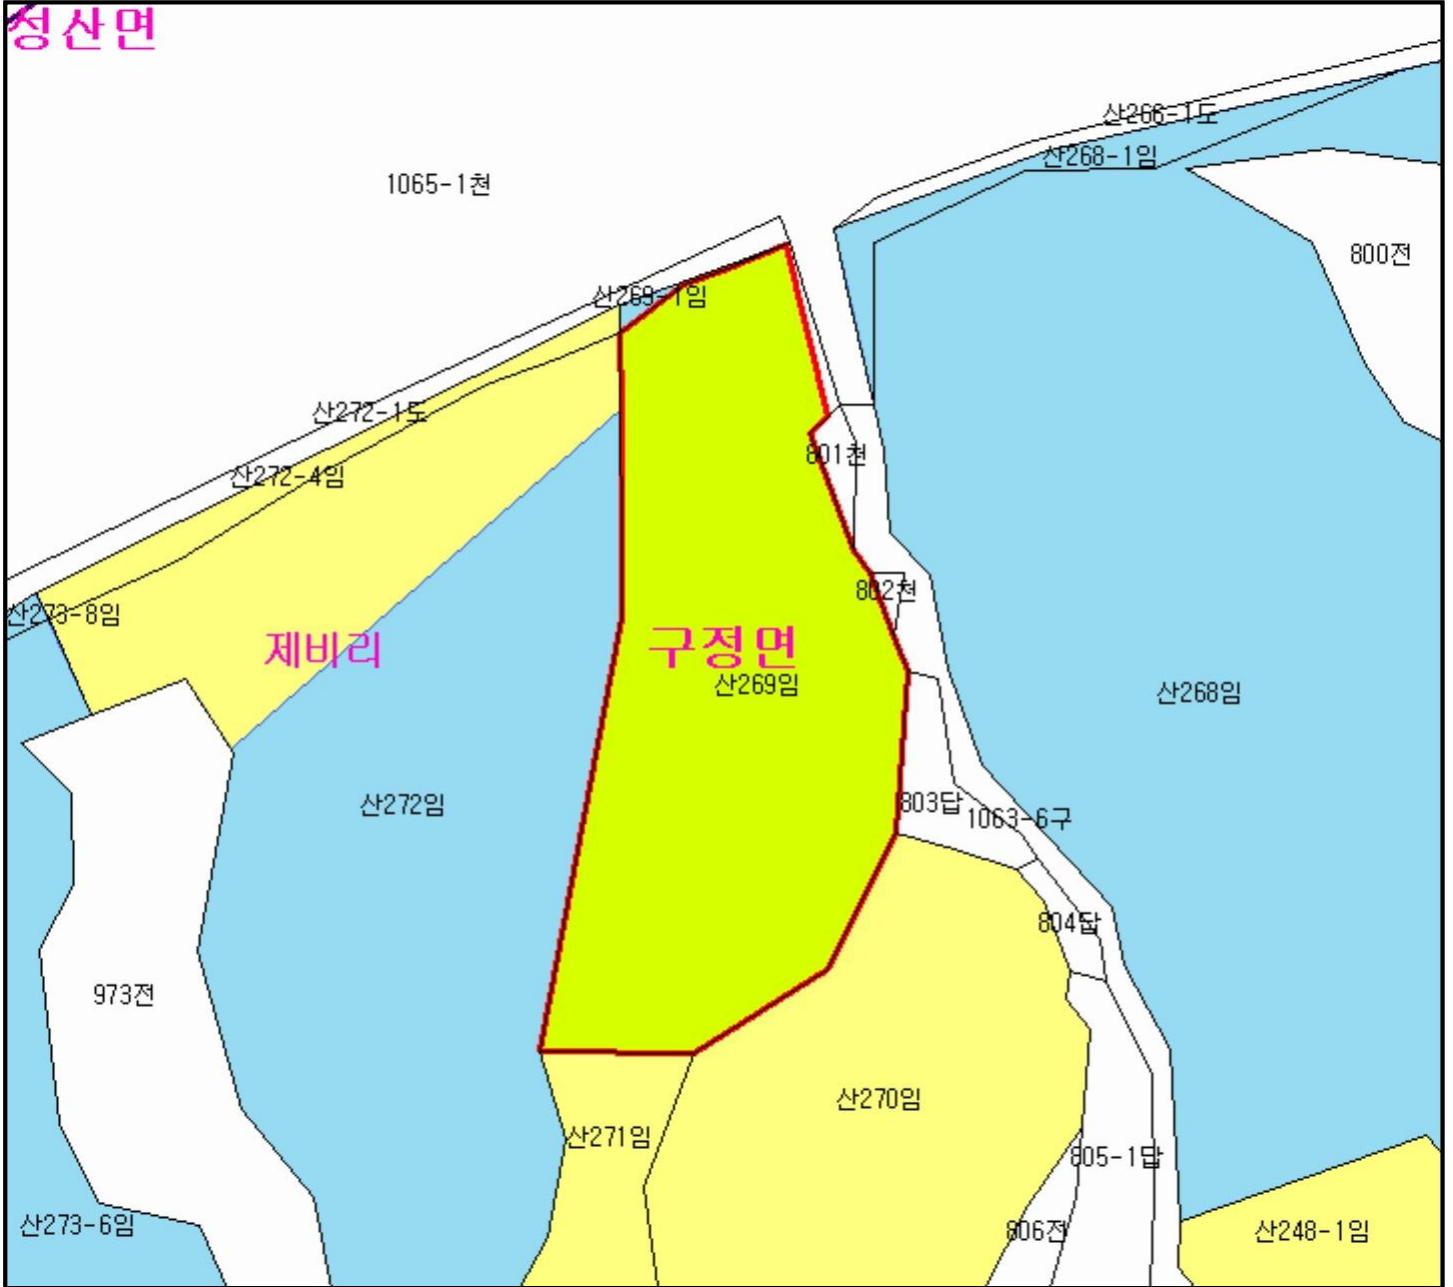 성산면
산266-1도
산268-1임
1065-1천
800전
산269-1임
산272-1도
801천
산272-4임
802천
산273-8임
제비리
구정면
산269임
산268임
산272임
803답
1063-6구
804답
973전
산270임
산271임
805-1답
산273-6임
806전
산248-1임